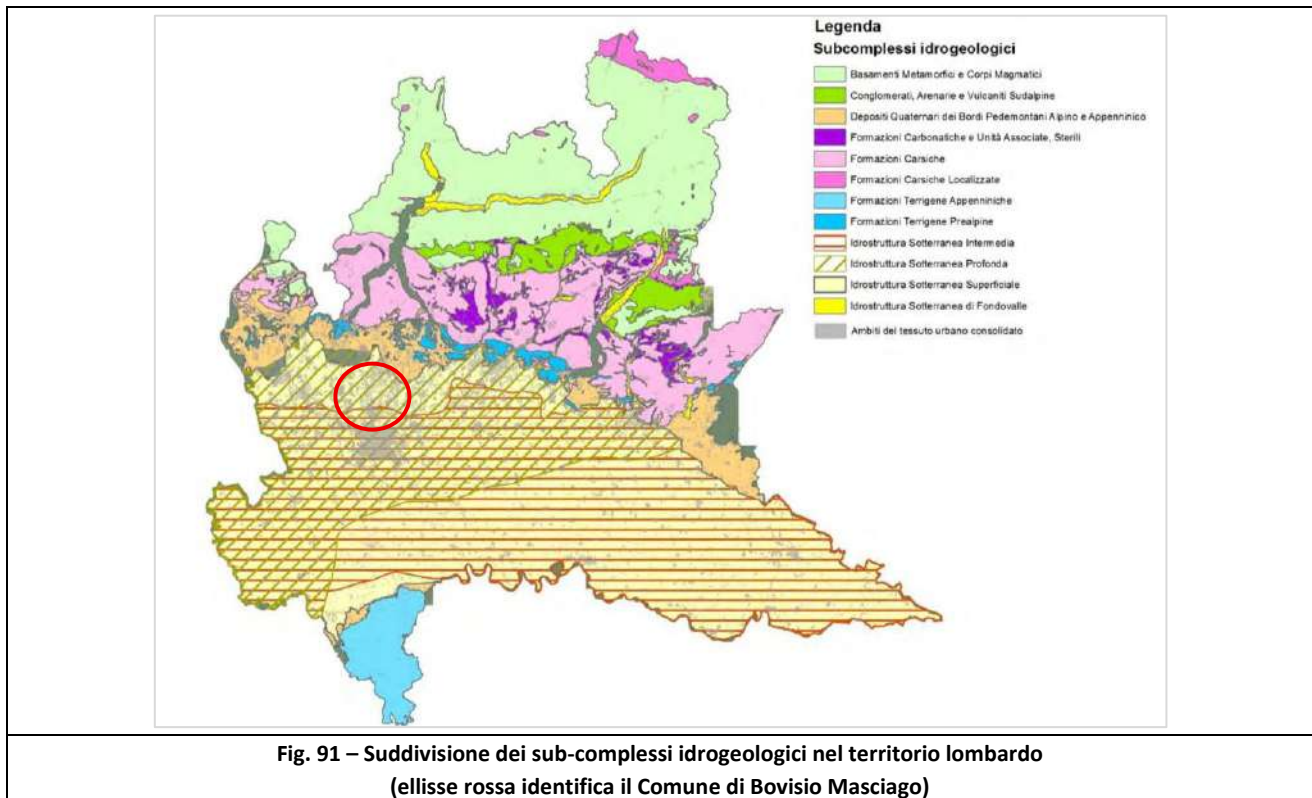 Legenda
Subcomplessi idrogeologici
Basamenti Metamorfici e Corpi Magmatici
Conglomerati, Arenarie e Vulcaniti Sudalpine
Depositi Quaternari dei Bordi Pedemontani Alpino e Appenninico
Formazioni Carbonatiche e Unità Associate, Sterili
Formazioni Carsiche
Formazioni Carsiche Localizzate
Formazioni Terrigene Appenniniche
Formazioni Terrigene Prealpine
Idrostruttura Sotterranea Intermedia
Idrostruttura Sotterranea Profonda
Idrostruttura Sotterranea Superficiale
Idrostruttura Sotterranea di Fondovalle
Ambiti del tessuto urbano consolidato
Fig. 91 – Suddivisione dei sub-complessi idrogeologici nel territorio lombardo
(ellisse rossa identifica il Comune di Bovisio Masciago)